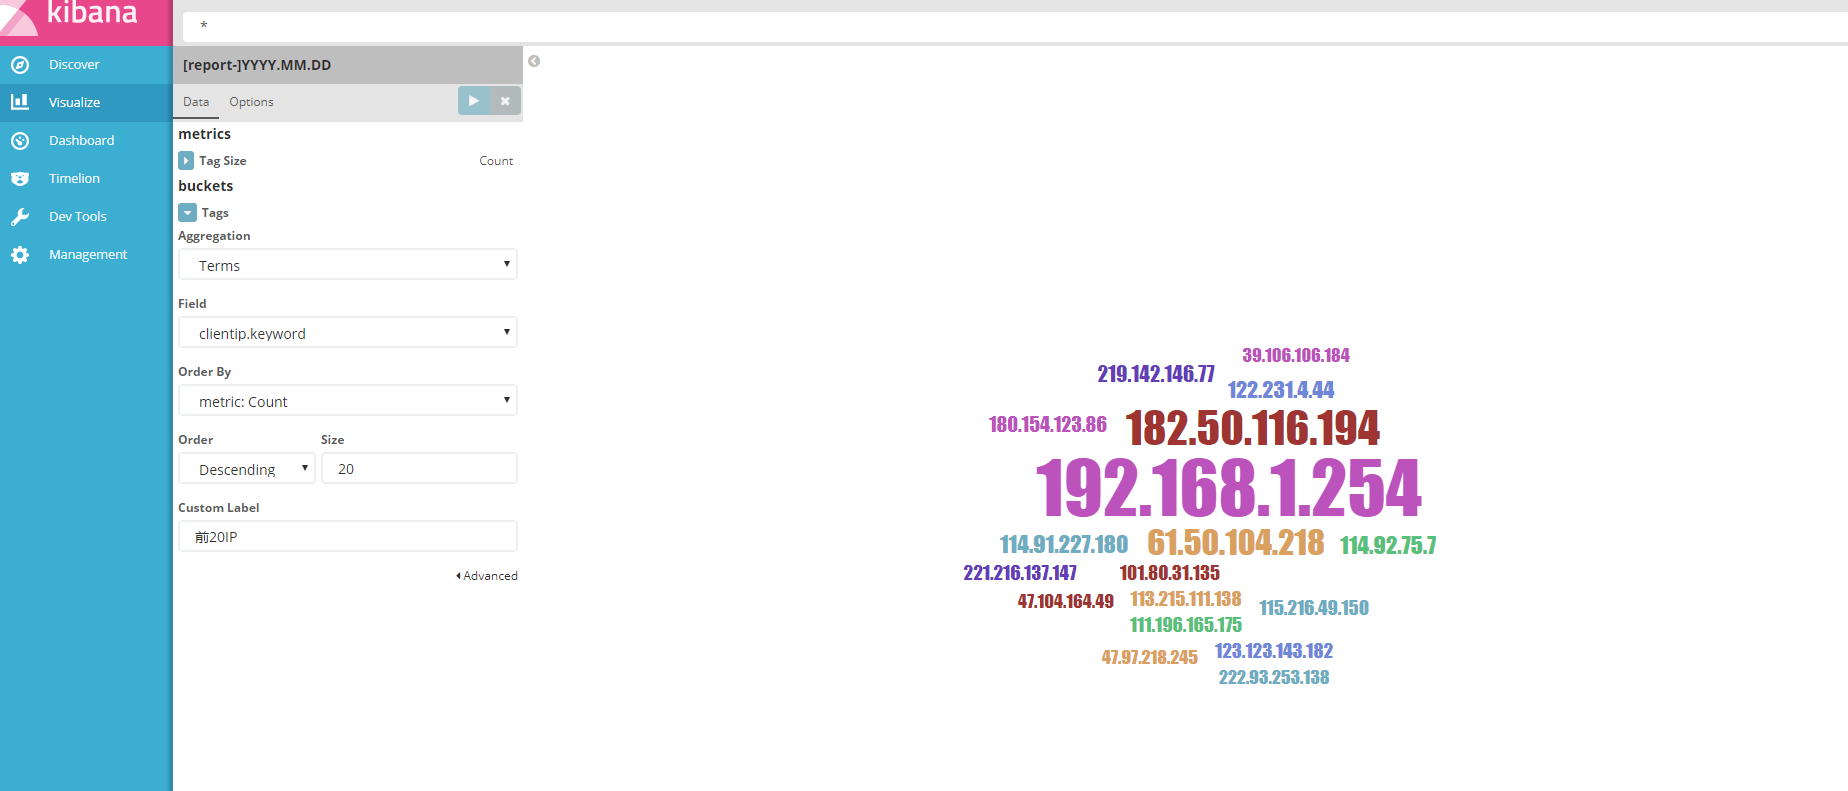 kibana
*
Discover
Visualize
Dashboard
Timelion
Dev Tools
Management
[report-]YYYY.MM.DD
Data Options
metrics
Tag Size Count
buckets
Tags
Aggregation
Terms
Field
clientip.keyword
Order By
metric: Count
Order Size
Descending 20
Custom Label
前20IP
Advanced
39.106.106.184
219.142.146.77
122.231.4.44
180.154.123.86 182.50.116.194
192.168.1.254
114.91.227.180 61.50.104.218 114.92.75.7
221.216.137.147 101.80.31.135
47.104.164.49 113.215.111.138 115.216.49.150
111.196.165.175
47.97.218.245 123.123.143.182
222.93.253.138